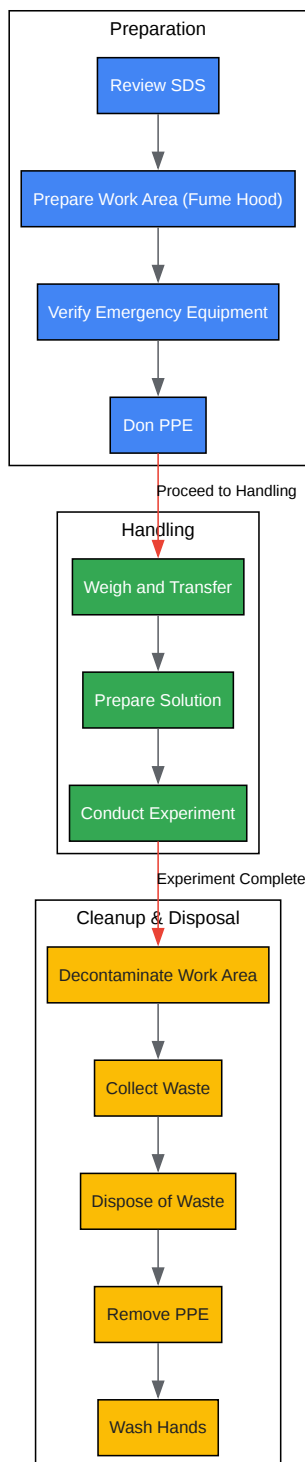 Preparation
Review SDS
Prepare Work Area (Fume Hood)
Verify Emergency Equipment
Don PPE
Proceed to Handling
Handling
Weigh and Transfer
Prepare Solution
Conduct Experiment
Experiment Complete
Cleanup & Disposal
Decontaminate Work Area
Collect Waste
Dispose of Waste
Remove PPE
Wash Hands